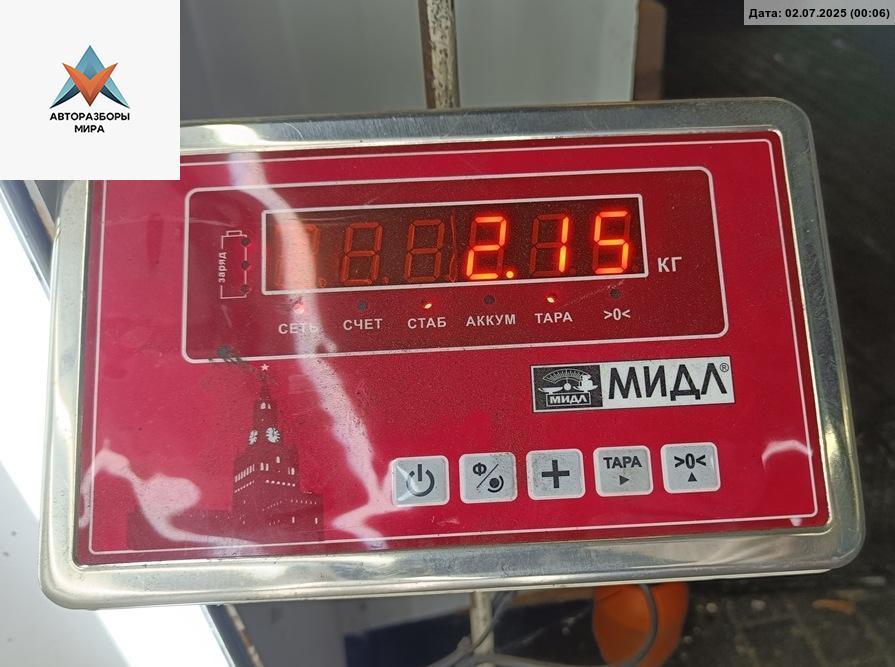 Дата: 02.07.2025 (00:06)
АВТОРАЗБОРЫ
МИРА
заряд
2.15
КГ
СЕТЬ СЧЕТ СТАБ АККУМ ТАРА >0<
МИДЛ МИДЛ®
Ф/ + ТАРА >0<